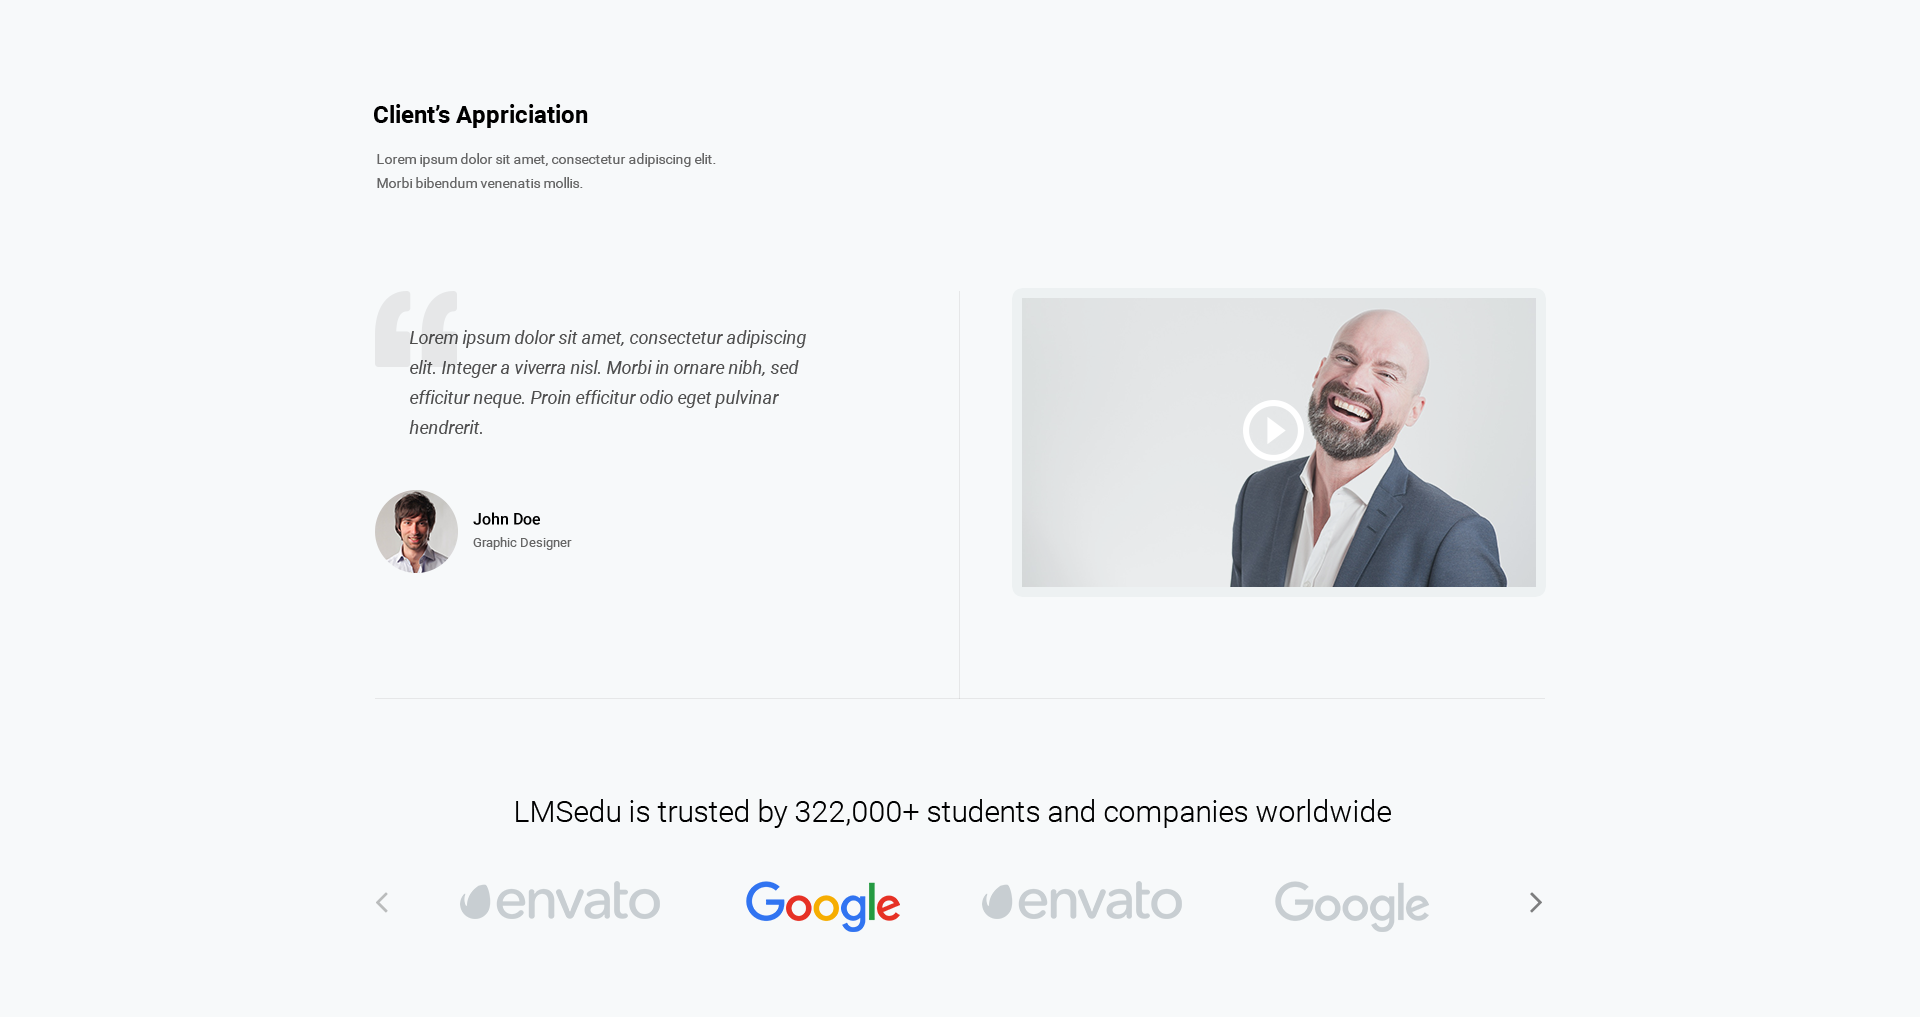 Client’s Appriciation
Lorem ipsum dolor sit amet, consectetur adipiscing elit.
Morbi bibendum venenatis mollis.
“
Lorem ipsum dolor sit amet, consectetur adipiscing
elit. Integer a viverra nisl. Morbi in ornare nibh, sed
efficitur neque. Proin efficitur odio eget pulvinar
hendrerit.
John Doe
Graphic Designer
LMSedu is trusted by 322,000+ students and companies worldwide
envato Google envato Google